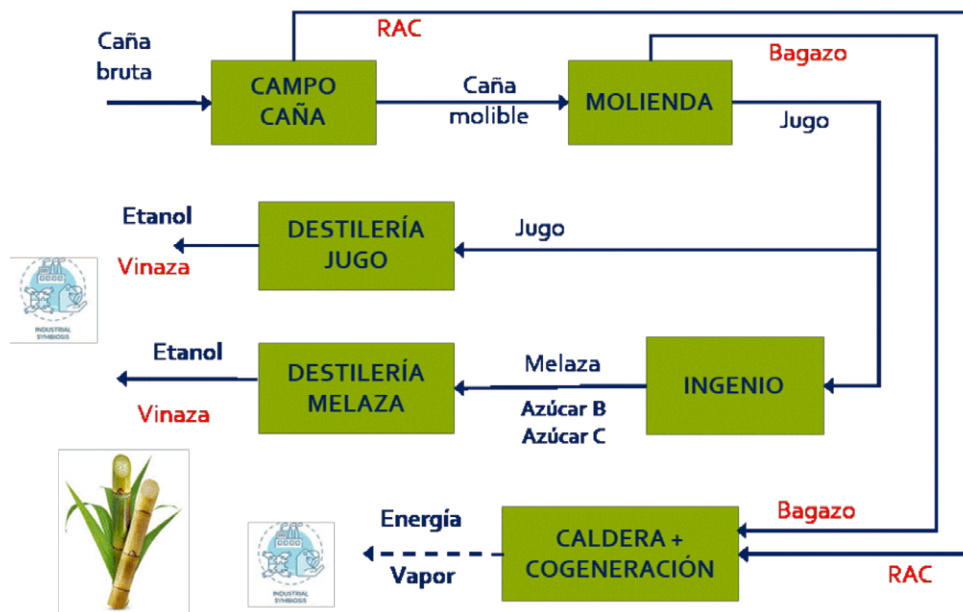 RAC
Caña
bruta
CAMPO
CAÑA
Caña
molible
MOLIENDA
Bagazo
Jugo
Etanol
Vinaza
DESTILERÍA
JUGO
Jugo
INDUSTRIAL
SYMBIOSIS
Etanol
Vinaza
DESTILERÍA
MELAZA
Melaza
Azúcar B
Azúcar C
INGENIO
INDUSTRIAL
SYMBIOSIS
Energía
Vapor
CALDERA +
COGENERACIÓN
Bagazo
RAC